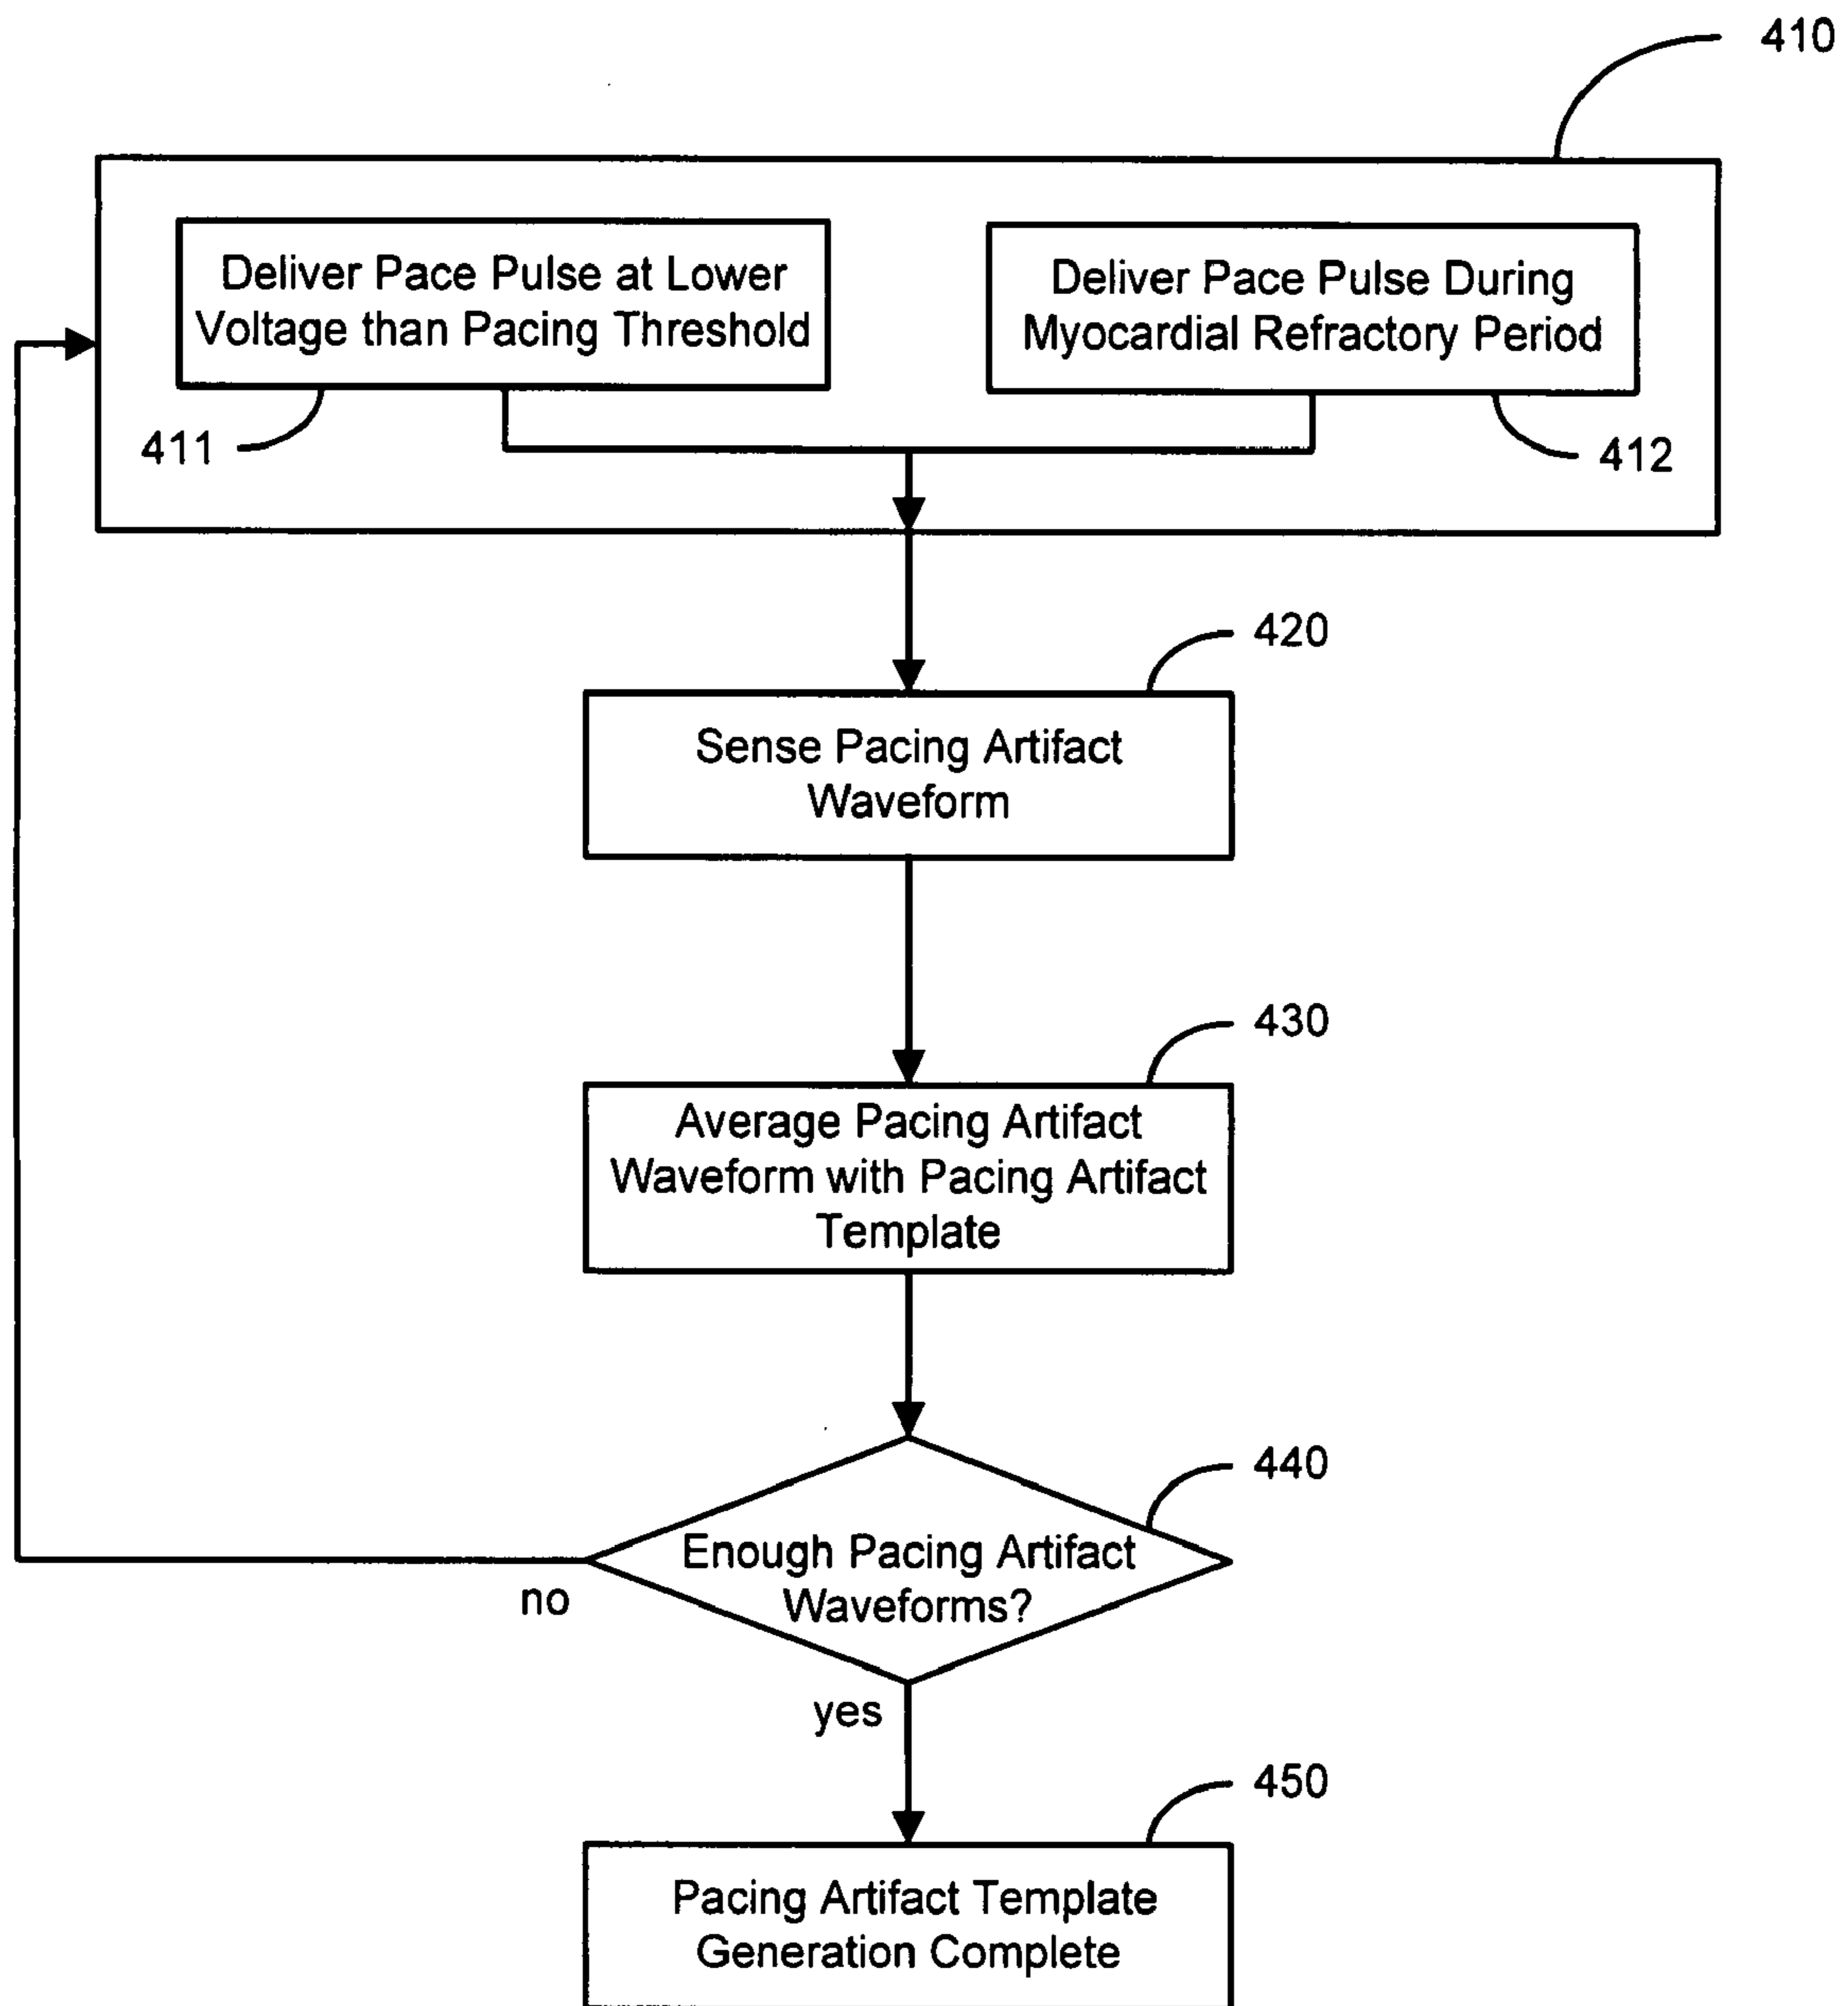 410
Deliver Pace Pulse at Lower
Voltage than Pacing Threshold
Deliver Pace Pulse During
Myocardial Refractory Period
411
412
420
Sense Pacing Artifact
Waveform
430
Average Pacing Artifact
Waveform with Pacing Artifact
Template
440
Enough Pacing Artifact
Waveforms?
no
yes
450
Pacing Artifact Template
Generation Complete